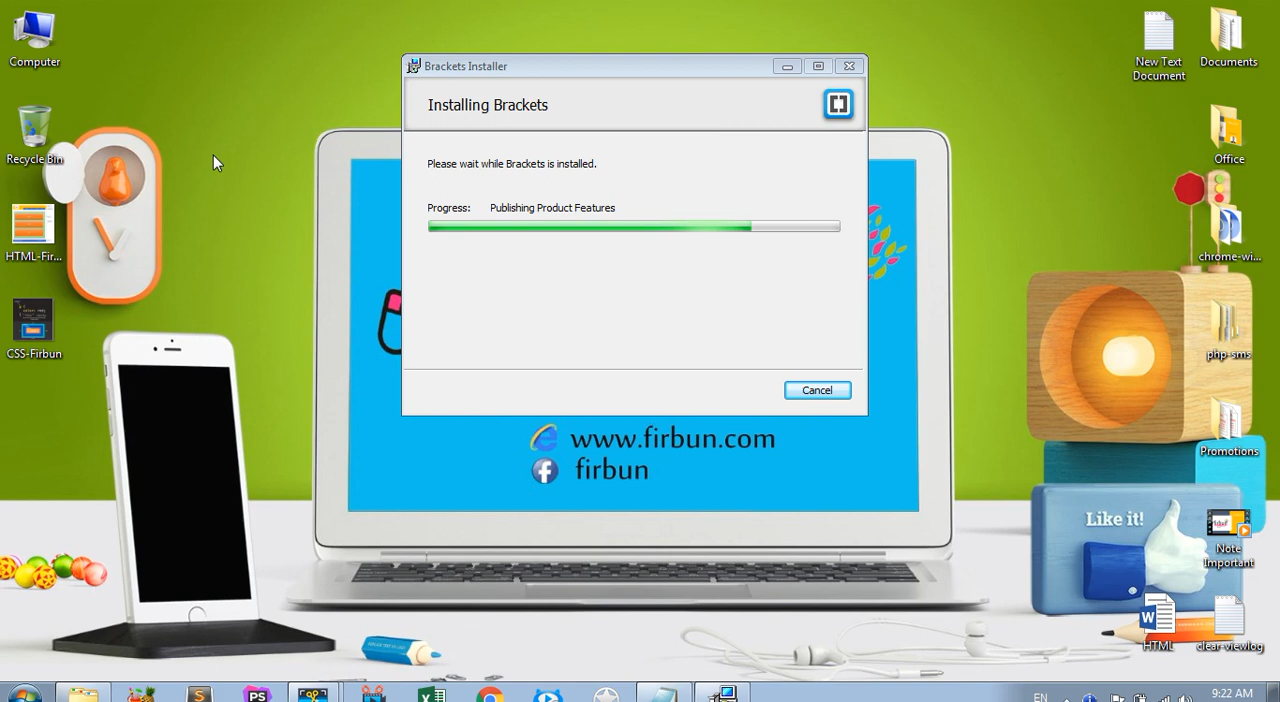 Computer
Recycle Bin
HTML-Fir...
CSS-Firbun
Brackets Installer
Installing Brackets
Please wait while Brackets is installed.
Progress: Publishing Product Features
Cancel
www.firbun.com
firbun
New Text Document
Documents
Office
chrome-wi...
php-sms
Promotions
Like it!
Note Important
HTML
clear-viewlog
EN
9:22 AM